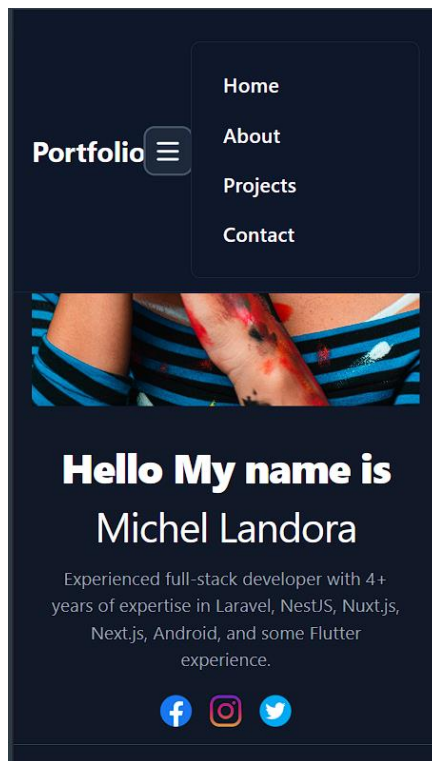 Portfolio
Home
About
Projects
Contact
Hello My name is
Michel Landora
Experienced full-stack developer with 4+
years of expertise in Laravel, NestJS, Nuxt.js,
Next.js, Android, and some Flutter
experience.